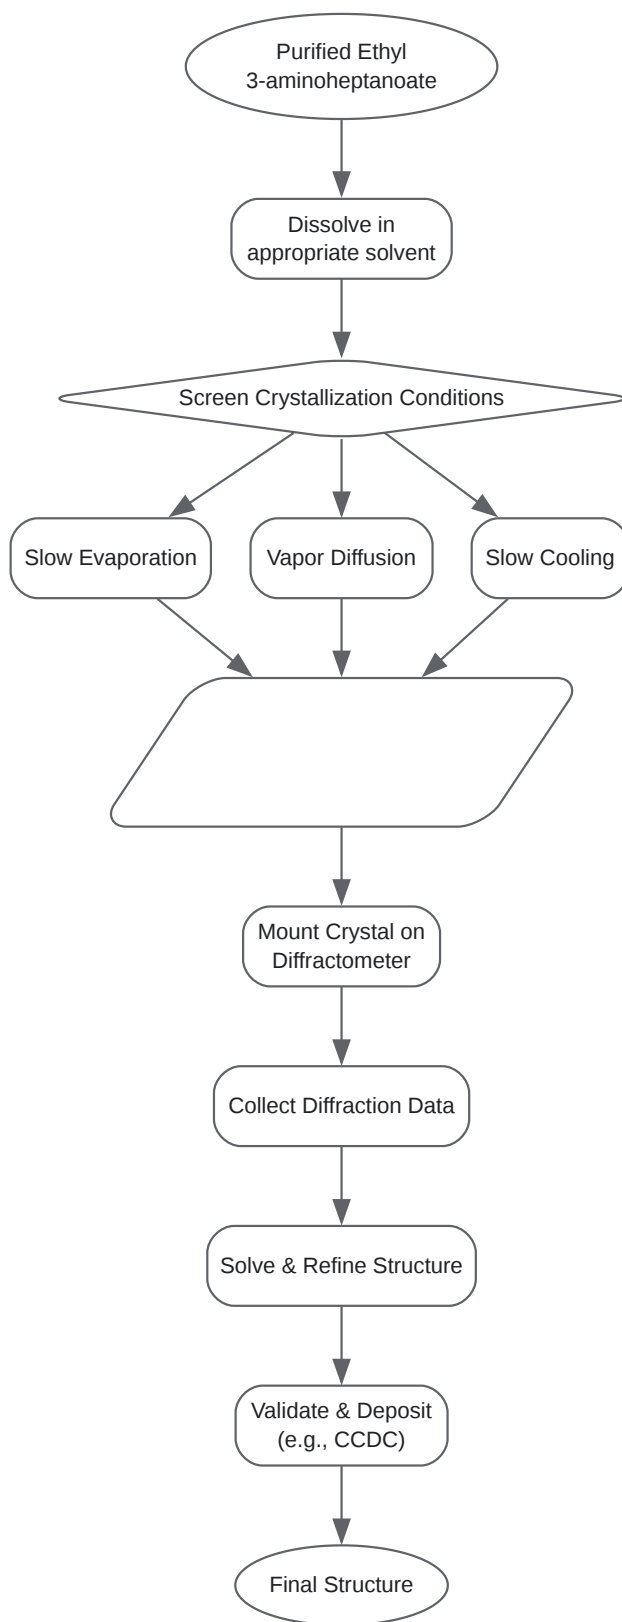 Purified Ethyl
3-aminoheptanoate
Dissolve in
appropriate solvent
Screen Crystallization Conditions
Slow Evaporation
Vapor Diffusion
Slow Cooling
Mount Crystal on
Diffractometer
Collect Diffraction Data
Solve & Refine Structure
Validate & Deposit
(e.g., CCDC)
Final Structure